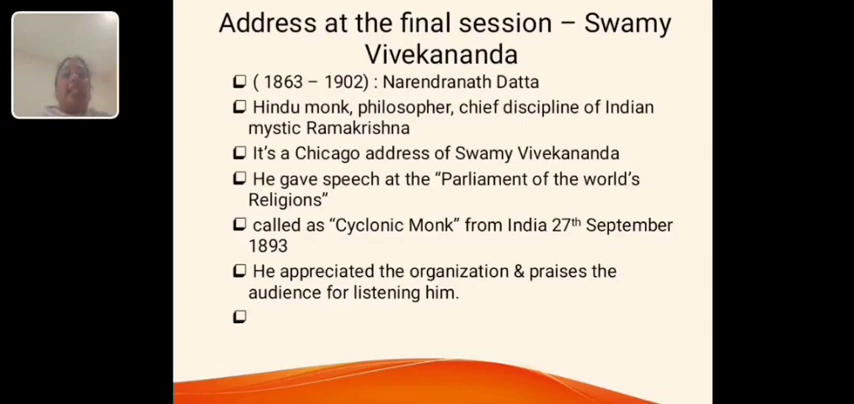 Address at the final session – Swamy
Vivekananda
❑ ( 1863 – 1902) : Narendranath Datta
❑ Hindu monk, philosopher, chief discipline of Indian
mystic Ramakrishna
❑ It's a Chicago address of Swamy Vivekananda
❑ He gave speech at the “Parliament of the world's
Religions”
❑ called as “Cyclonic Monk” from India 27th September
1893
❑ He appreciated the organization & praises the
audience for listening him.
❑